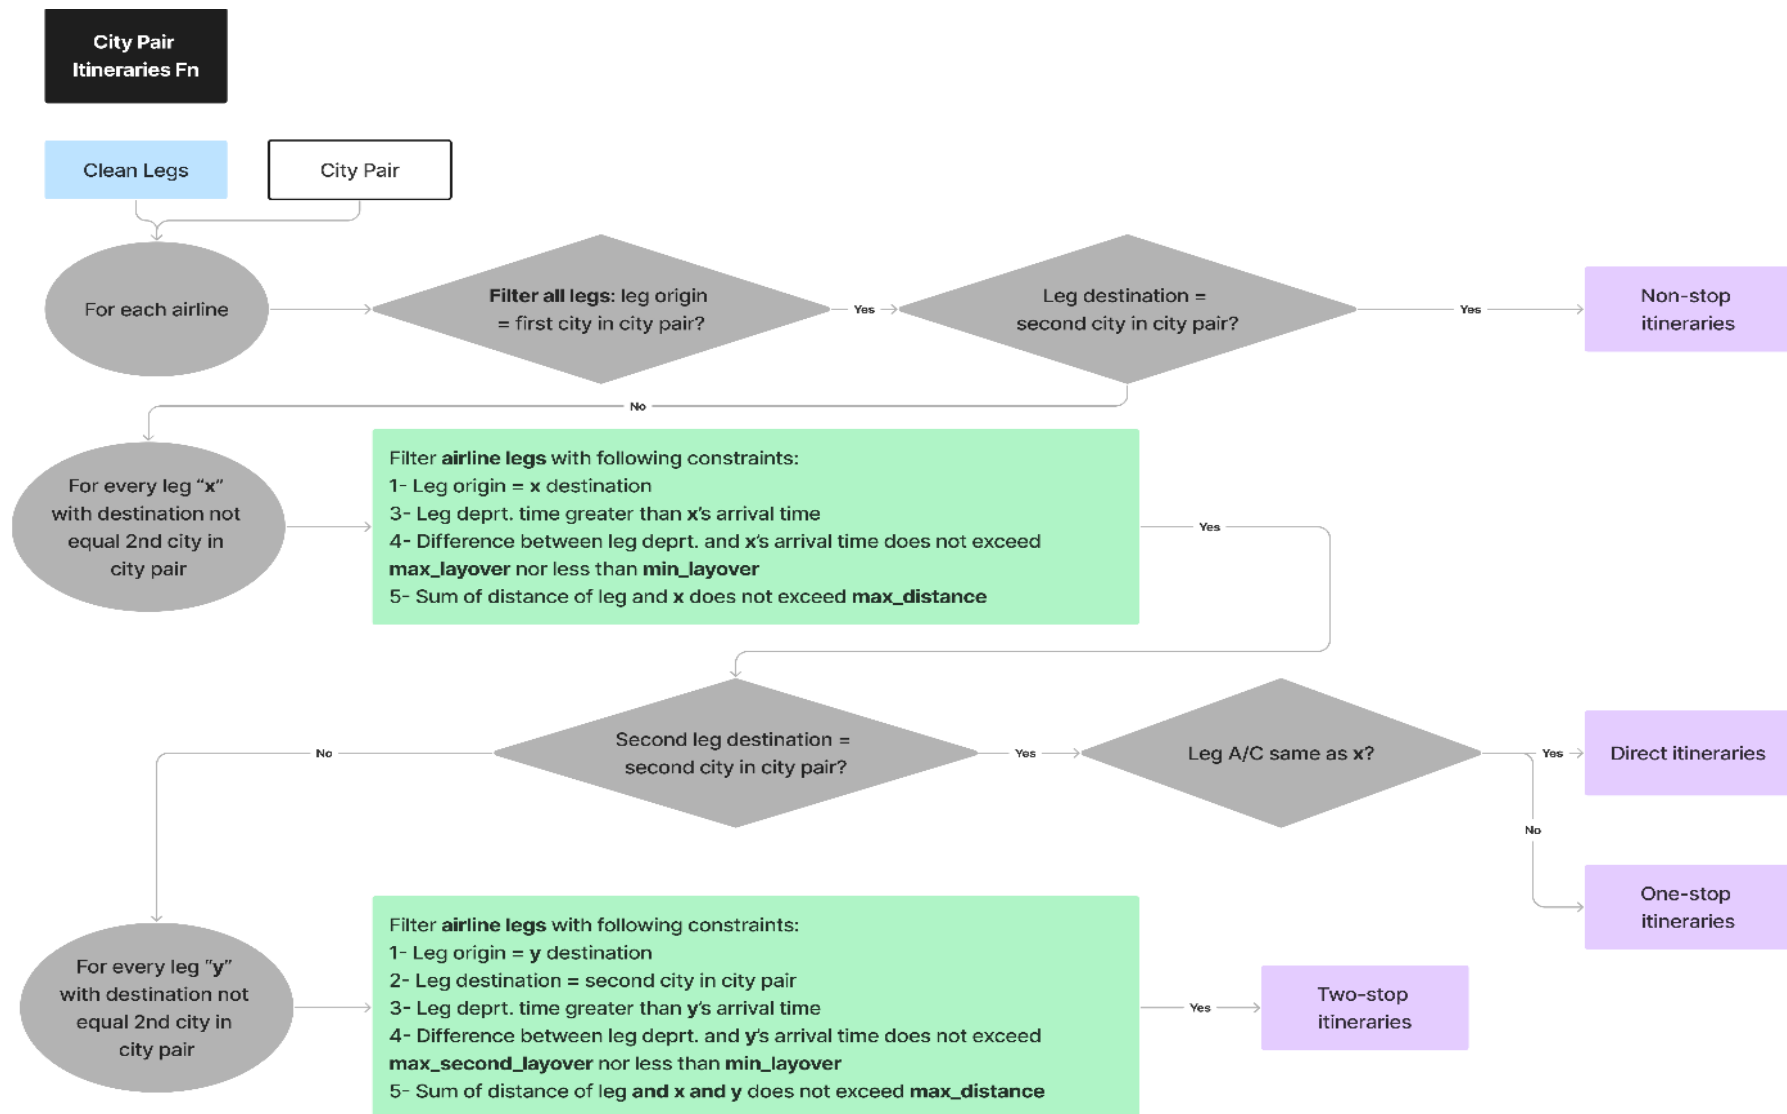 City Pair
Itineraries Fn
Clean Legs
City Pair
For each airline
Filter all legs: leg origin
= first city in city pair?
Yes
Leg destination =
second city in city pair?
Yes
Non-stop
itineraries
No
For every leg “x”
with destination not
equal 2nd city in
city pair
Filter airline legs with following constraints:
1- Leg origin = x destination
3- Leg deprt. time greater than x’s arrival time
4- Difference between leg deprt. and x’s arrival time does not exceed
max_layover nor less than min_layover
5- Sum of distance of leg and x does not exceed max_distance
Yes
No
Second leg destination =
second city in city pair?
Yes
Leg A/C same as x?
Yes
Direct itineraries
No
One-stop
itineraries
For every leg “y”
with destination not
equal 2nd city in
city pair
Filter airline legs with following constraints:
1- Leg origin = y destination
2- Leg destination = second city in city pair
3- Leg deprt. time greater than y’s arrival time
4- Difference between leg deprt. and y’s arrival time does not exceed
max_second_layover nor less than min_layover
5- Sum of distance of leg and x and y does not exceed max_distance
Yes
Two-stop
itineraries